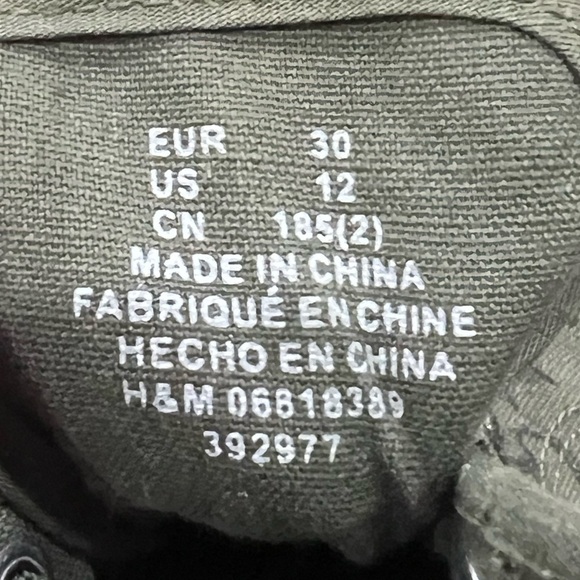 EUR 30
US 12
CN 185(2)
MADE IN CHINA
FABRIQUÉ EN CHINE
HECHO EN CHINA
H&M 06818389
392977